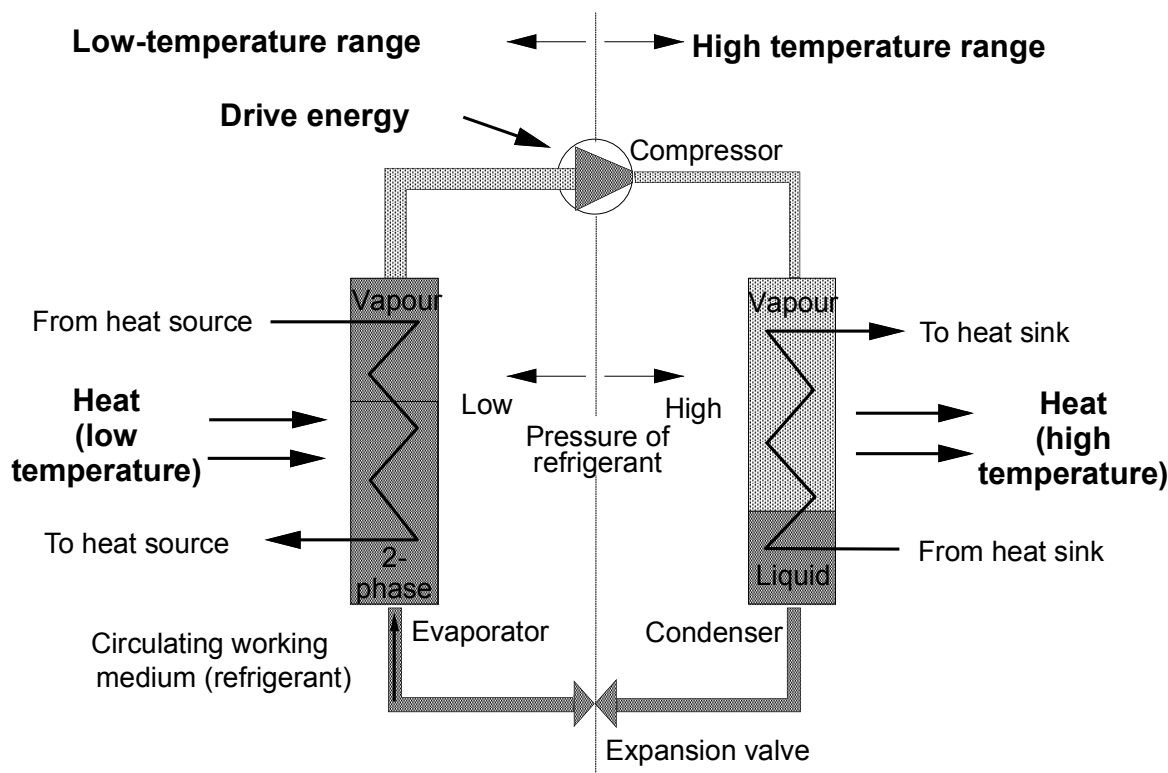 Low-temperature range
High temperature range
Drive energy
Compressor
Vapour
Vapour
From heat source
To heat sink
Low
High
Heat
(low
temperature)
Pressure of
refrigerant
Heat
(high
temperature)
To heat source
2-
phase
From heat sink
Liquid
Evaporator
Condenser
Circulating working
medium (refrigerant)
Expansion valve